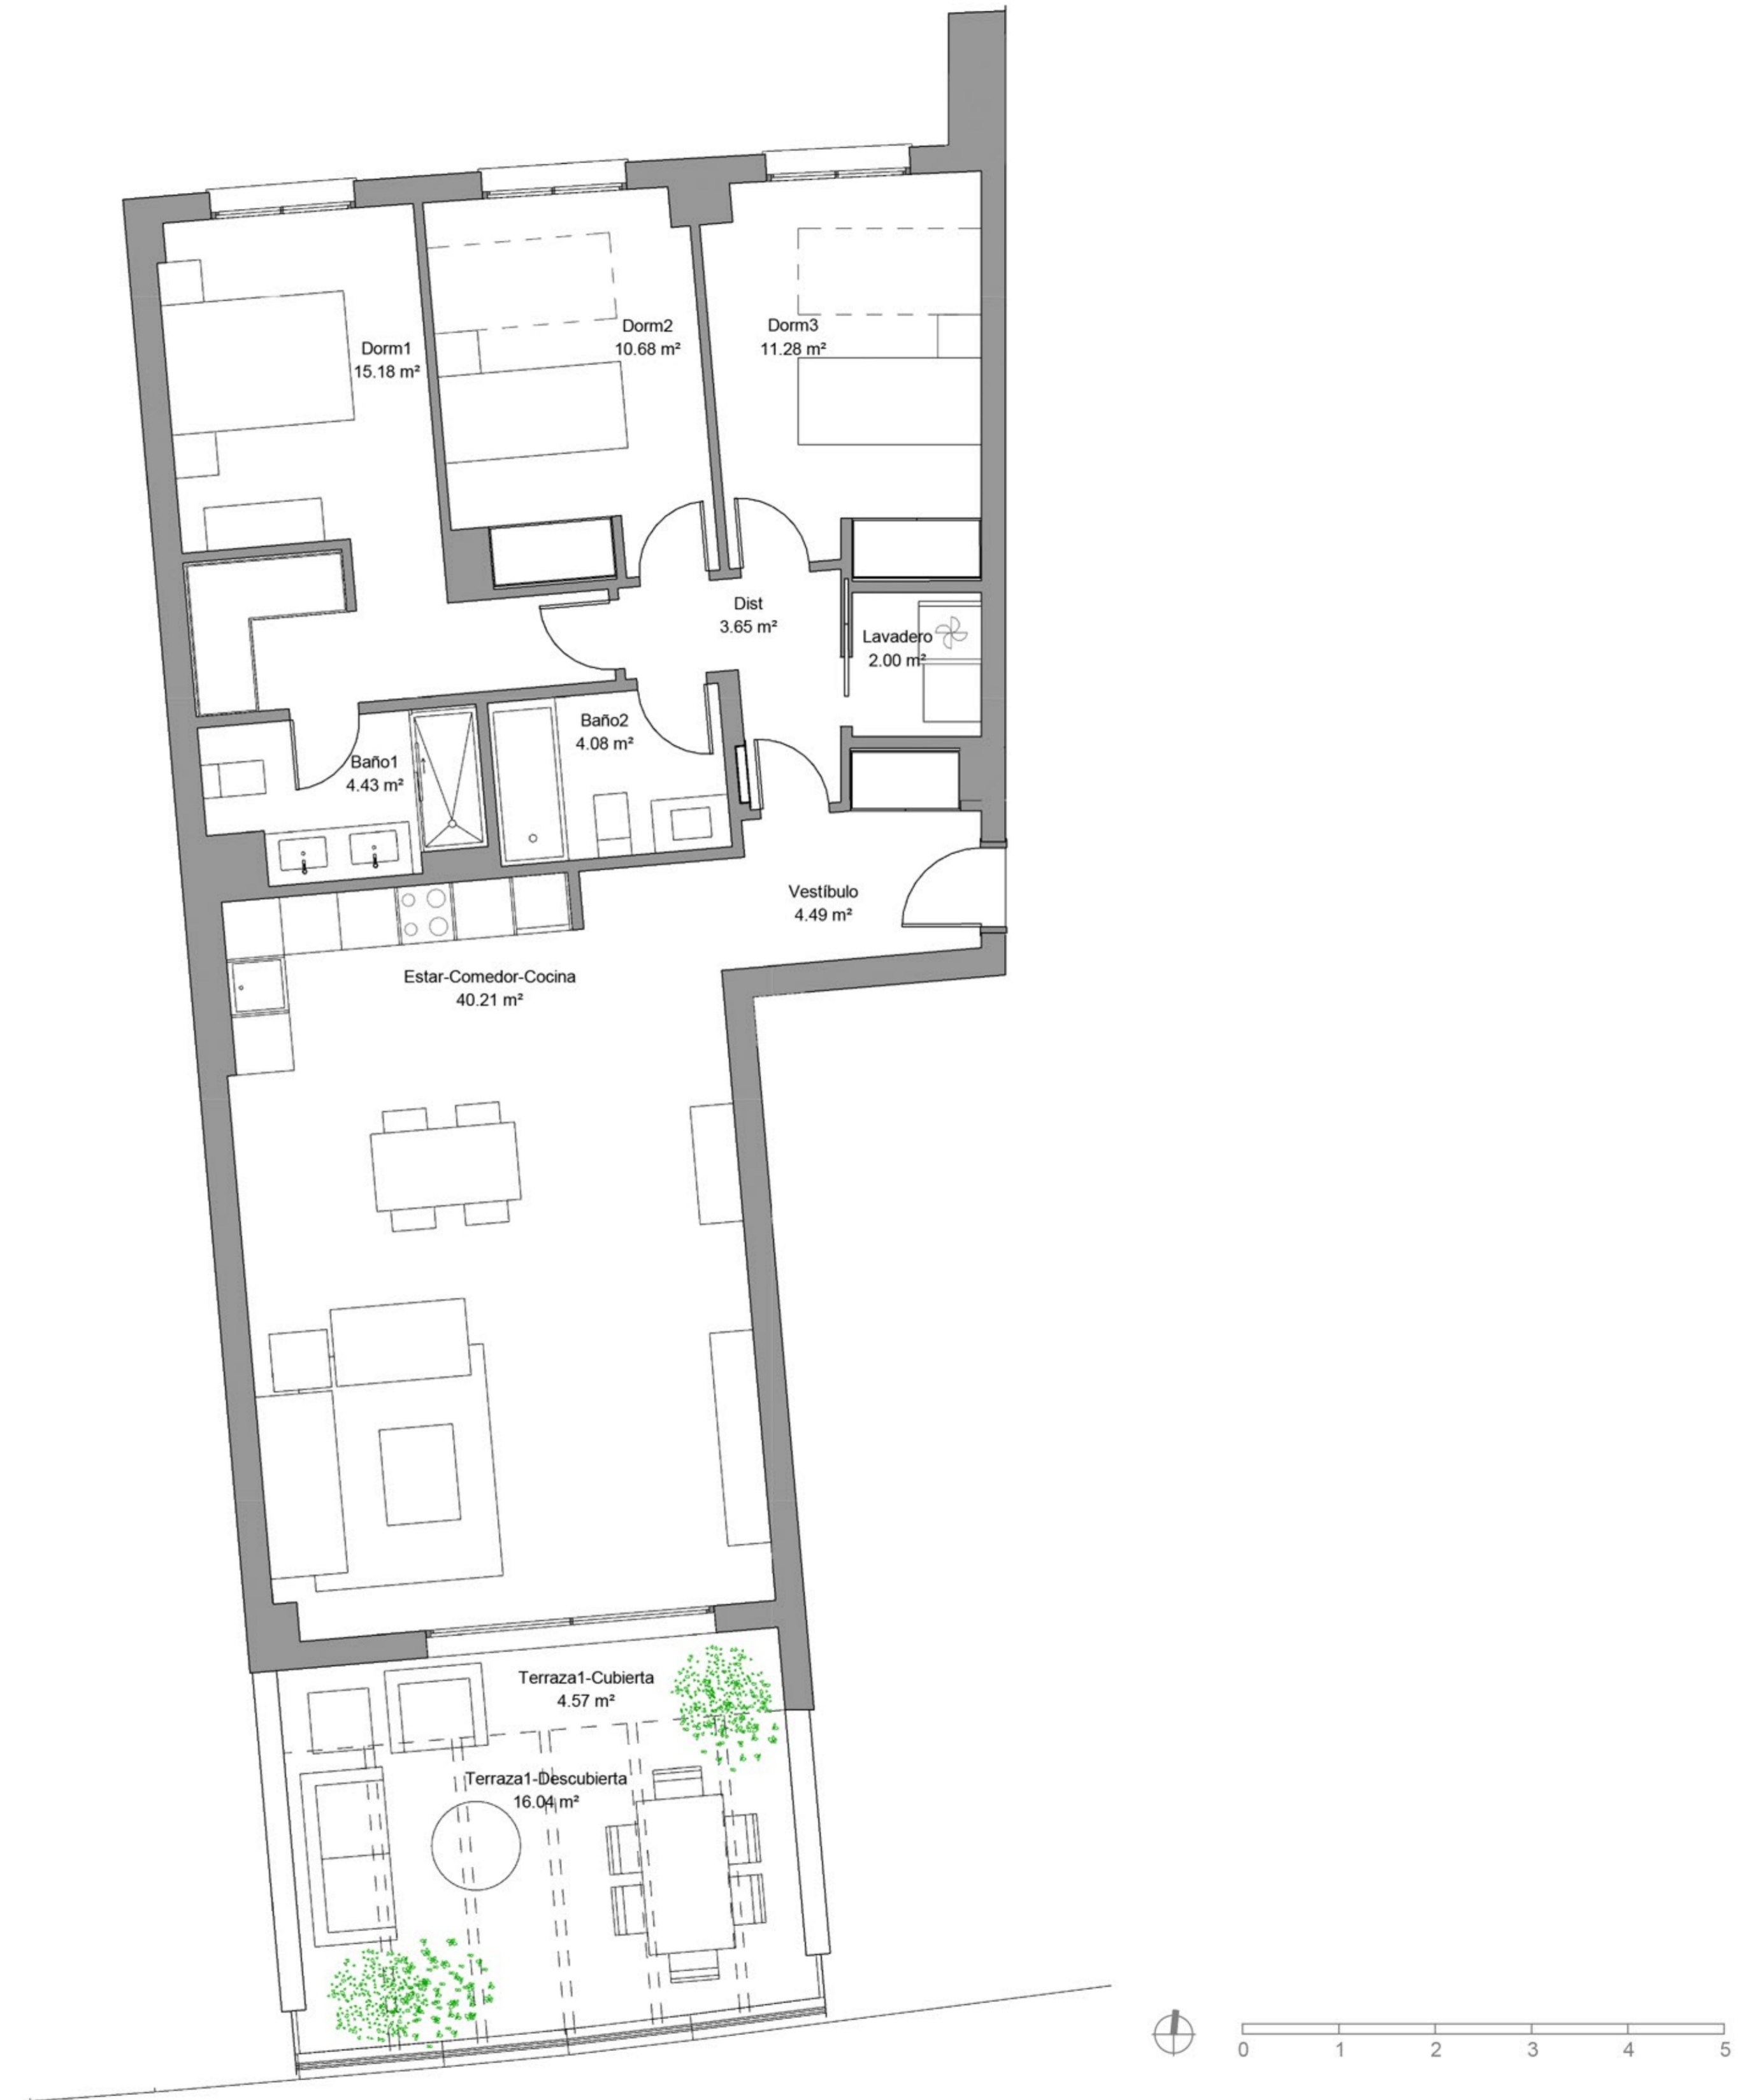 Dorm1
15.18 m²
Dorm2
10.68 m²
Dorm3
11.28 m²
Dist
3.65 m²
Lavadero
2.00 m²
Baño2
4.08 m²
Baño1
4.43 m²
Vestíbulo
4.49 m²
Estar-Comedor-Cocina
40.21 m²
Terraza1-Cubierta
4.57 m²
Terraza1-Descubierta
16.04 m²
0 1 2 3 4 5